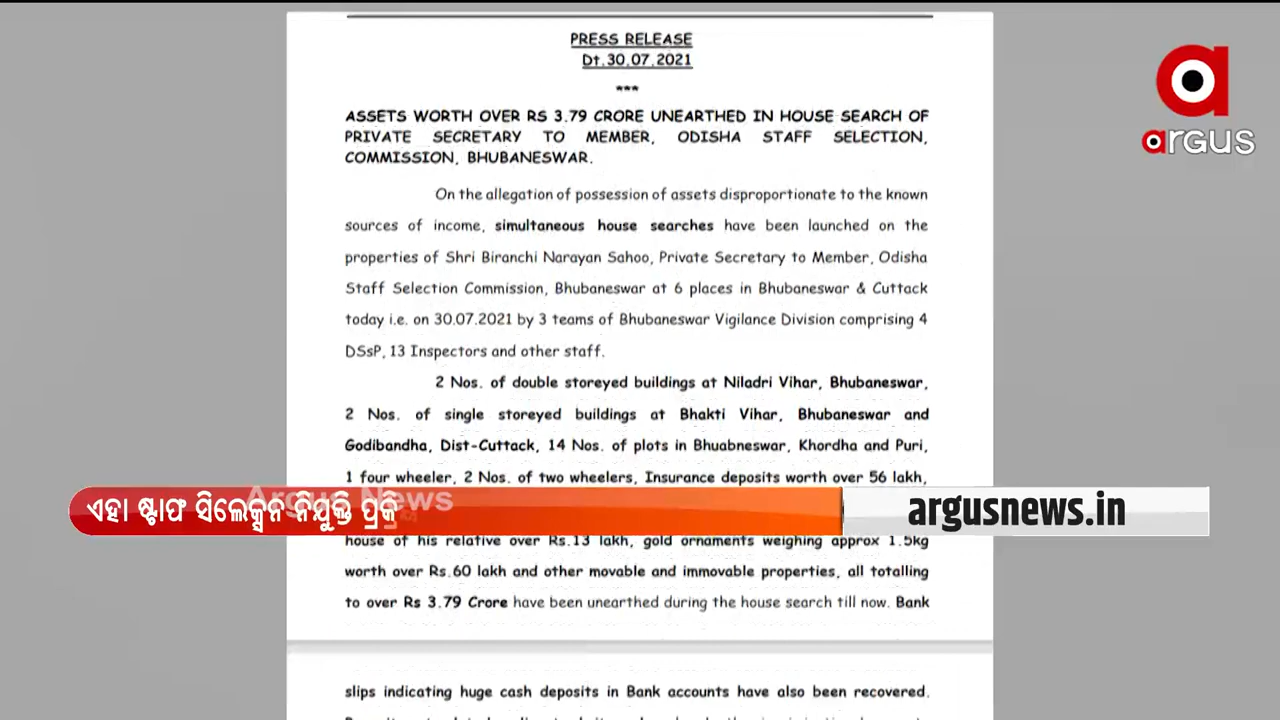 PRESS RELEASE
Dt.30.07.2021
***
ASSETS WORTH OVER RS 3.79 CRORE UNEARTHED IN HOUSE SEARCH OF
PRIVATE SECRETARY TO MEMBER, ODISHA STAFF SELECTION,
COMMISSION, BHUBANESWAR.
On the allegation of possession of assets disproportionate to the known
sources of income, simultaneous house searches have been launched on the
properties of Shri Biranchi Narayan Sahoo, Private Secretary to Member, Odisha
Staff Selection Commission, Bhubaneswar at 6 places in Bhubaneswar & Cuttack
today i.e. on 30.07.2021 by 3 teams of Bhubaneswar Vigilance Division comprising 4
DSsP, 13 Inspectors and other staff.
2 Nos. of double storeyed buildings at Niladri Vihar, Bhubaneswar,
2 Nos. of single storeyed buildings at Bhakti Vihar, Bhubaneswar and
Godibandha, Dist-Cuttack, 14 Nos. of plots in Bhuabneswar, Khordha and Puri,
1 four wheeler, 2 Nos. of two wheelers, Insurance deposits worth over 56 lakh,
house of his relative over Rs.13 lakh, gold ornaments weighing approx 1.5kg
worth over Rs.60 lakh and other movable and immovable properties, all totalling
to over Rs 3.79 Crore have been unearthed during the house search till now. Bank
slips indicating huge cash deposits in Bank accounts have also been recovered.
argus
Argus News
ଏହା ଷ୍ଟାଫ ସିଲେକ୍ସନ ନିଯୁକ୍ତି
argusnews.in